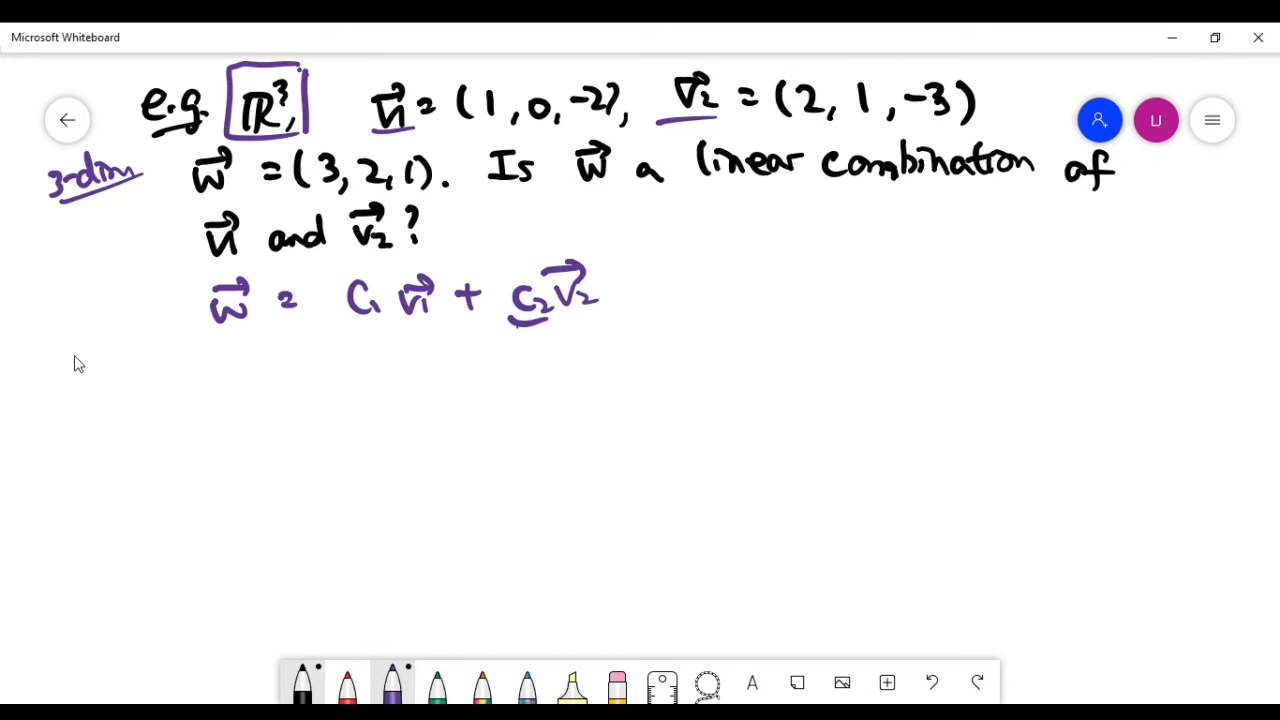 Microsoft Whiteboard
e.g. ℝ³, v⃗1 = (1, 0, -2), v⃗2 = (2, 1, -3)
3-dim w⃗ = (3, 2, 1). Is w⃗ a linear combination of
v⃗1 and v⃗2?
w⃗ = C₁ v⃗1 + C₂ v⃗2
LJ
A